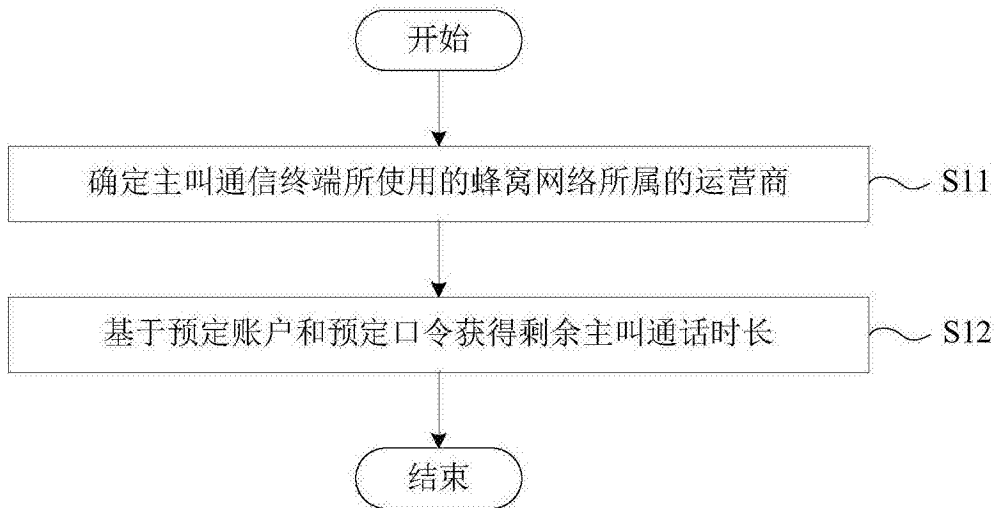 开始
确定主叫通信终端所使用的蜂窝网络所属的运营商
S11
基于预定账户和预定口令获得剩余主叫通话时长
S12
结束